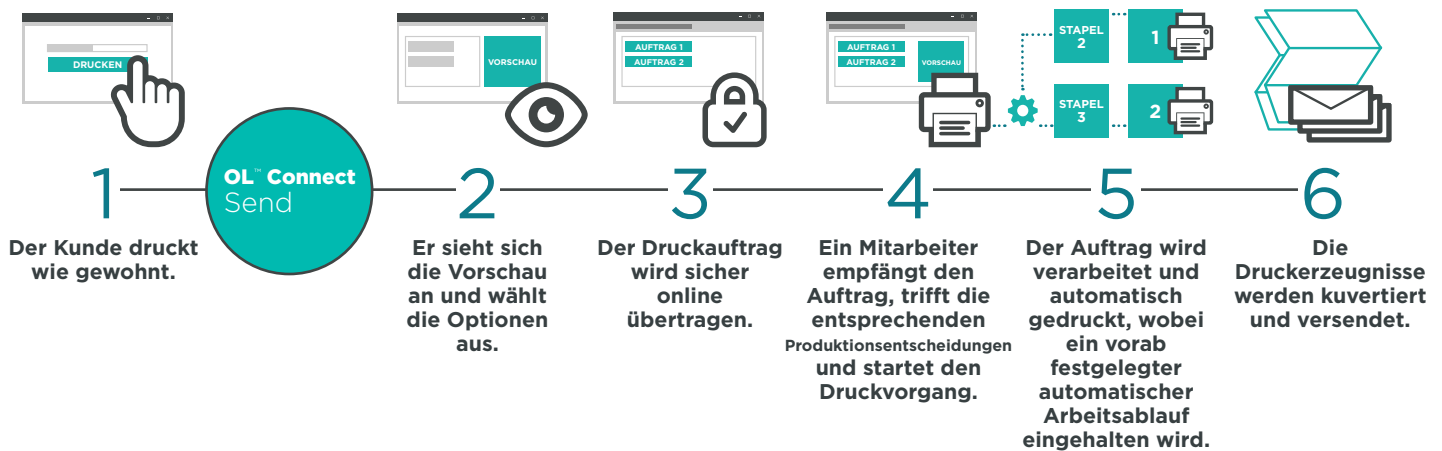 DRUCKEN
VORSCHAU
AUFTRAG 1
AUFTRAG 2
AUFTRAG 1
AUFTRAG 2
VORSCHAU
STAPEL
2
1
STAPEL
3
2
1
OL™ Connect
Send
2
3
4
5
6
Der Kunde druckt
wie gewohnt.
Er sieht sich
die Vorschau
an und wählt
die Optionen
aus.
Der Druckauftrag
wird sicher
online
übertragen.
Ein Mitarbeiter
empfängt den
Auftrag, trifft die
entsprechenden
Produktionsentscheidungen
und startet den
Druckvorgang.
Der Auftrag wird
verarbeitet und
automatisch
gedruckt, wobei
ein vorab
festgelegter
automatischer
Arbeitsablauf
eingehalten wird.
Die
Druckerzeugnisse
werden kuvertiert
und versendet.